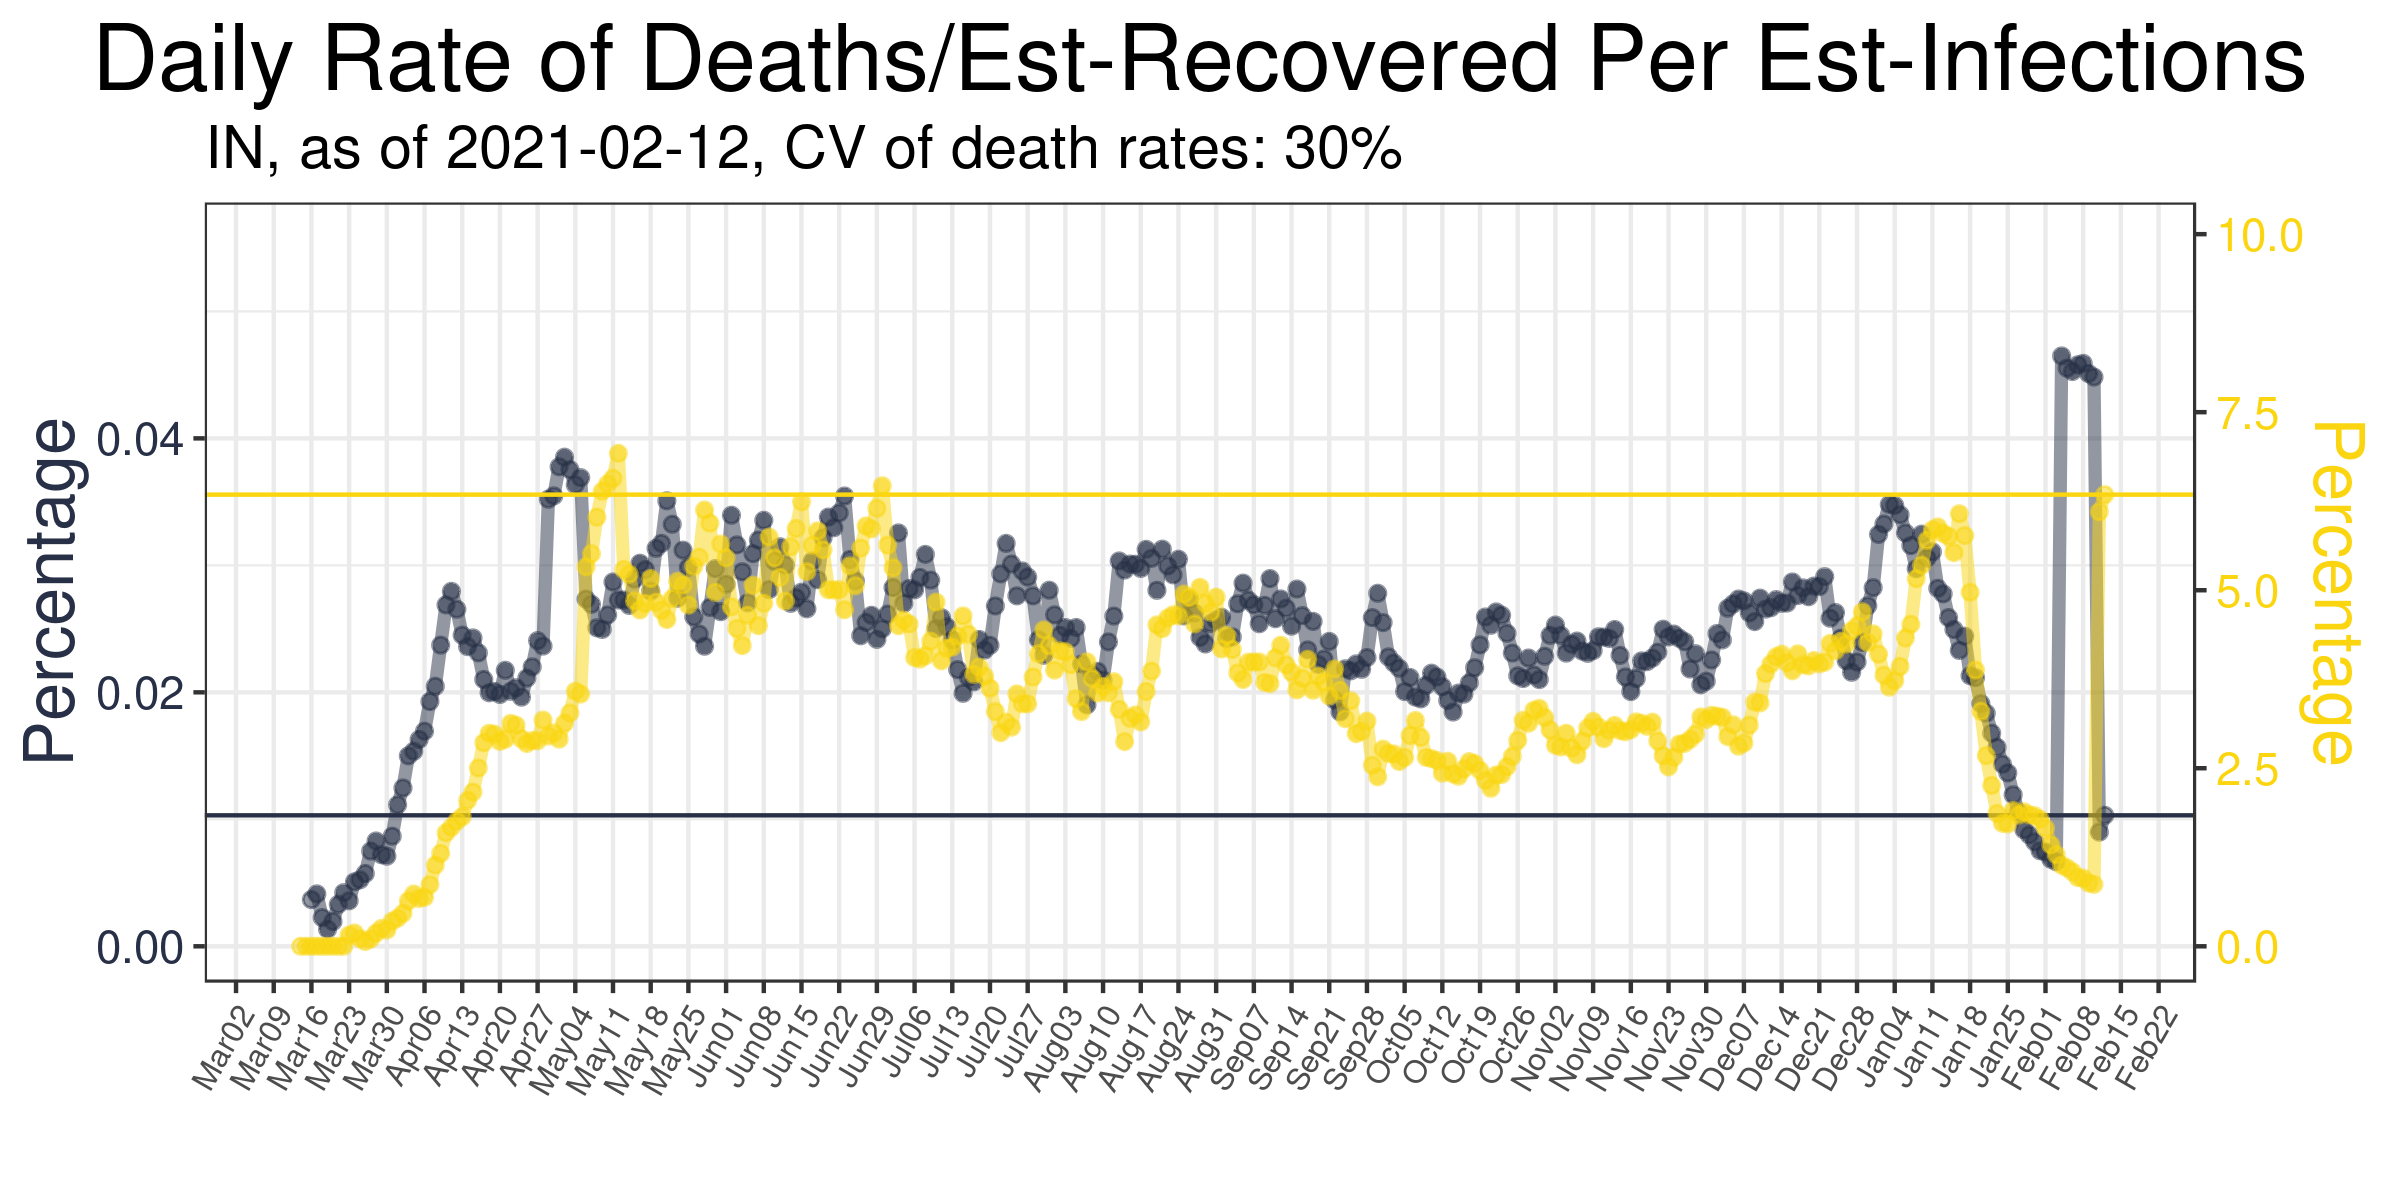 Daily Rate of Deaths/Est-Recovered Per Est-Infections
IN, as of 2021-02-12, CV of death rates: 30%
Percentage
0.04
0.02
0.00
10.0
7.5
5.0
2.5
0.0
Percentage
Mar02
Mar09
Mar16
Mar23
Mar30
Apr06
Apr13
Apr20
Apr27
May04
May11
May18
May25
Jun01
Jun08
Jun15
Jun22
Jun29
Jul06
Jul13
Jul20
Jul27
Aug03
Aug10
Aug17
Aug24
Aug31
Sep07
Sep14
Sep21
Sep28
Oct05
Oct12
Oct19
Oct26
Nov02
Nov09
Nov16
Nov23
Nov30
Dec07
Dec14
Dec21
Dec28
Jan04
Jan11
Jan18
Jan25
Feb01
Feb08
Feb15
Feb22